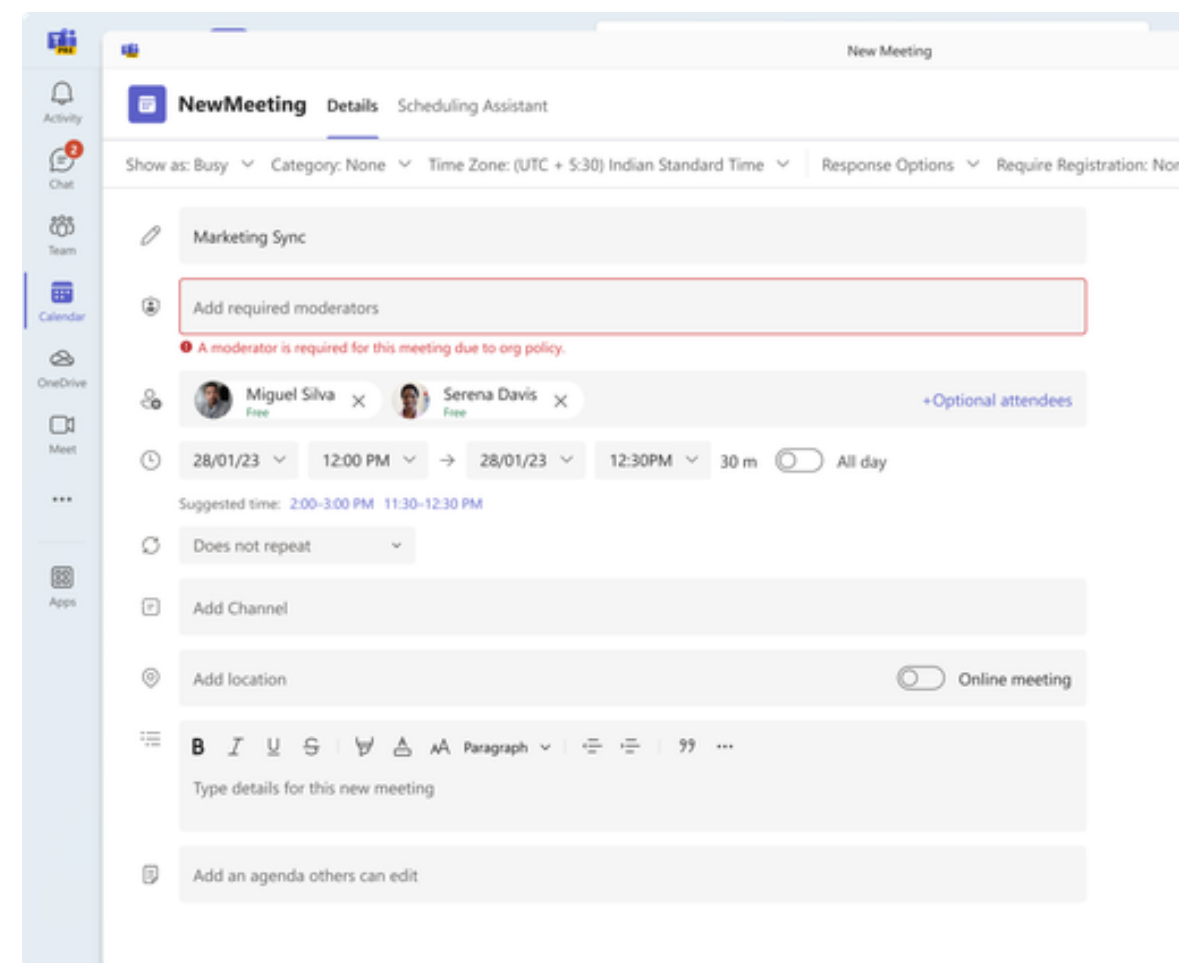 New Meeting
NewMeeting Details Scheduling Assistant
Show as: Busy Category: None Time Zone: (UTC + 5:30) Indian Standard Time Response Options Require Registration: Non
Activity
2
Chat
Team
Calendar
OneDrive
Meet
Apps
Marketing Sync
Add required moderators
A moderator is required for this meeting due to org policy.
Miguel Silva Serena Davis +Optional attendees
Free Free
28/01/23 12:00 PM → 28/01/23 12:30PM 30 m All day
Suggested time: 2:00–3:00 PM 11:30–12:30 PM
Does not repeat
Add Channel
Add location Online meeting
B I U S A AA Paragraph 99 ...
Type details for this new meeting
Add an agenda others can edit